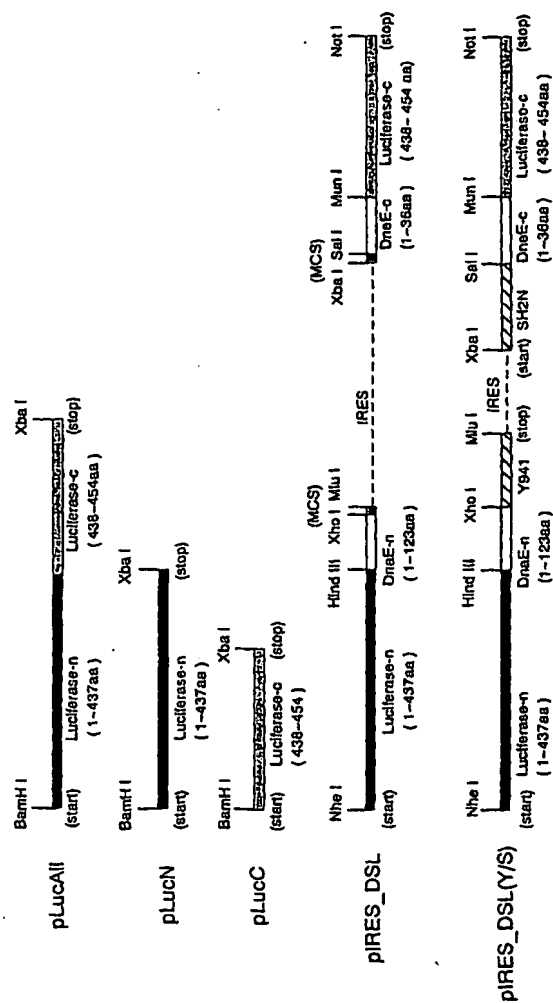 pLucAll
BamH I
Xba I
(start)
Luciferase-n
(1-437aa)
Luciferase-c
(438-454aa)
(stop)
pLucN
BamH I
Xba I
(start)
Luciferase-n
(1-437aa)
(stop)
pLucC
BamH I
Xba I
(start)
Luciferase-c
(438-454)
(stop)
pIRES_DSL
Nhe I
Hind III
(MCS)
Xho I Mlu I
IRES
(MCS)
Xba I Sal I
Mun I
Not I
(start)
Luciferase-n
(1-437aa)
DnaE-n
(1-123aa)
DneE-c
(1-36aa)
Luciferase-c
(438-454 aa)
(stop)
pIRES_DSL(Y/S)
Nhe I
Hind III
Xho I
Mlu I
IRES
Xba I
Sal I
Mun I
Not I
(start)
Luciferase-n
(1-437aa)
DnaE-n
(1-123aa)
Y941
(stop)
(start)
SH2N
DneE-c
(1-36aa)
Luciferase-c
(438-454aa)
(stop)